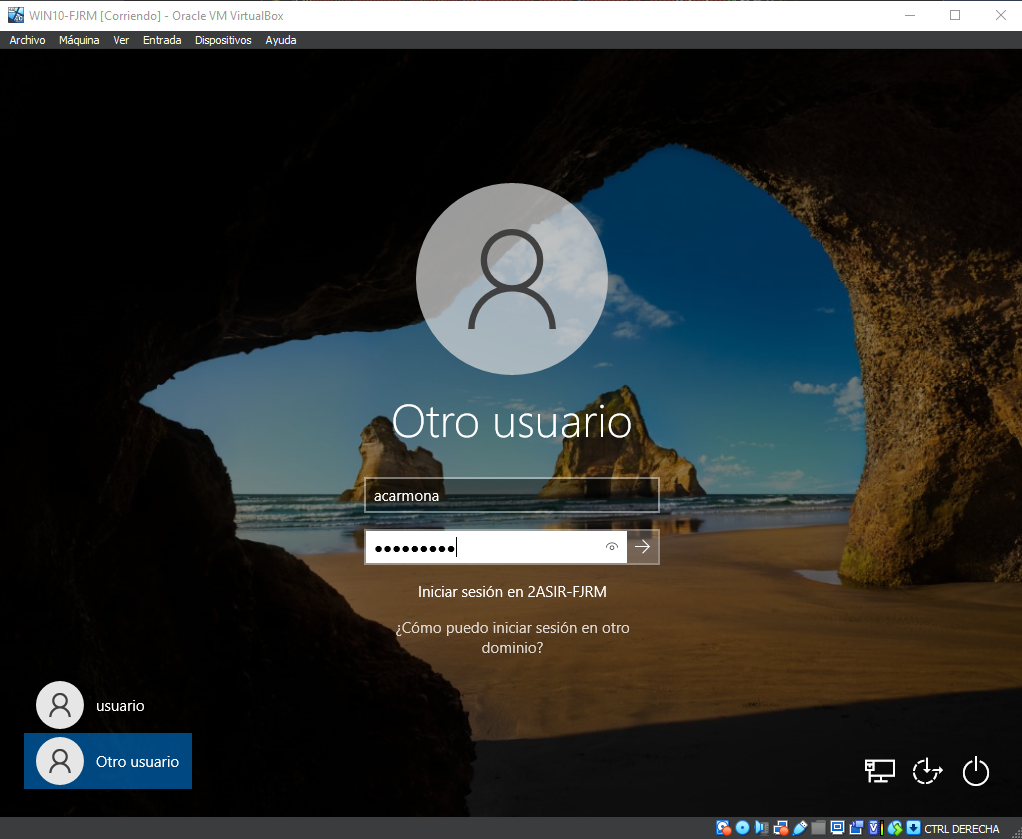 WIN10-FJRM [Corriendo] - Oracle VM VirtualBox
Archivo Máquina Ver Entrada Dispositivos Ayuda
Otro usuario
acarmona
●●●●●●●●●
Iniciar sesión en 2ASIR-FJRM
¿Cómo puedo iniciar sesión en otro
dominio?
usuario
Otro usuario
CTRL DERECHA